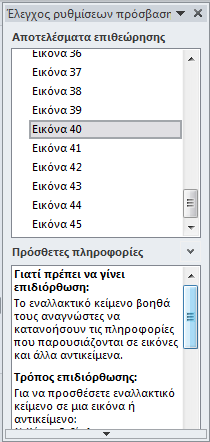 Έλεγχος ρυθμίσεων πρόσβαση
Αποτελέσματα επιθεώρησης
Εικόνα 36
Εικόνα 37
Εικόνα 38
Εικόνα 39
Εικόνα 40
Εικόνα 41
Εικόνα 42
Εικόνα 43
Εικόνα 44
Εικόνα 45
Πρόσθετες πληροφορίες
Γιατί πρέπει να γίνει
επιδιόρθωση:
Το εναλλακτικό κείμενο βοηθά
τους αναγνώστες να
κατανοήσουν τις πληροφορίες
που παρουσιάζονται σε εικόνες
και άλλα αντικείμενα.
Τρόπος επιδιόρθωσης:
Για να προσθέσετε εναλλακτικό
κείμενο σε μια εικόνα ή
αντικείμενο: